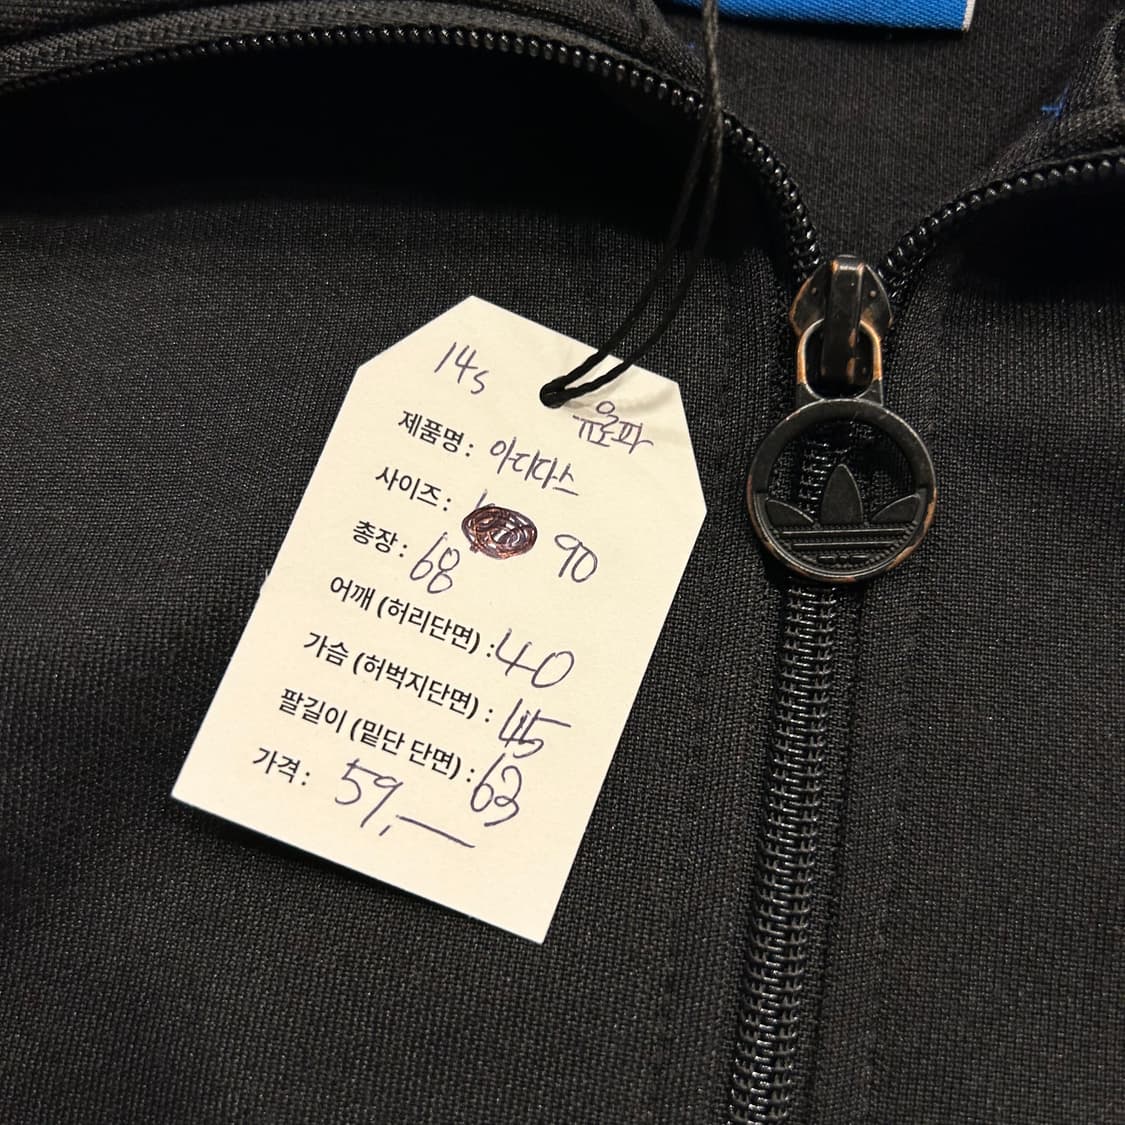 14s
유로파
제품명 : 아디다스
사이즈 : 90
총장 : 68
어깨 (허리단면) : 40
가슴 (허벅지단면) : 45
팔길이 (밑단 단면) : 63
가격 : 59,—